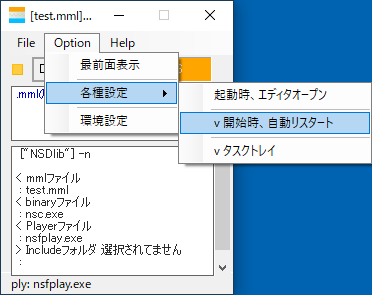 [test.mml]...
File Option Help
最前面表示
各種設定
環境設定
起動時、エディタオープン
v 開始時、自動リスタート
v タスクトレイ
.mml
["NSDlib"] -n
< mmlファイル
: test.mml
< binaryファイル
: nsc.exe
< Playerファイル
: nsfplay.exe
> Includeフォルダ 選択されてません
:
ply: nsfplay.exe